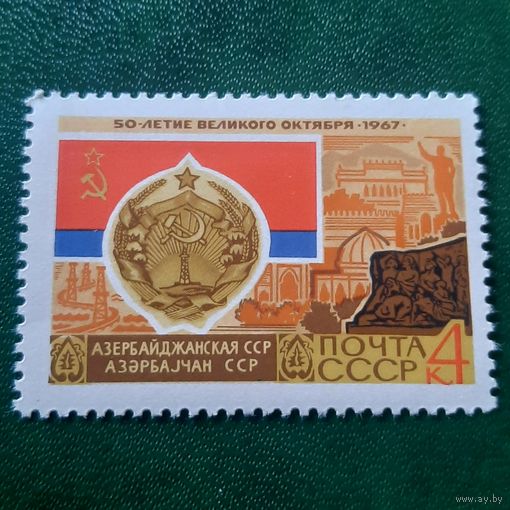 50-ЛЕТИЕ ВЕЛИКОГО ОКТЯБРЯ · 1967 ·
АЗЕРБАЙДЖАНСКАЯ ССР
АЗƏРБАЈҸАН ССР
ПОЧТА
СССР
4
К.
www.ay.by